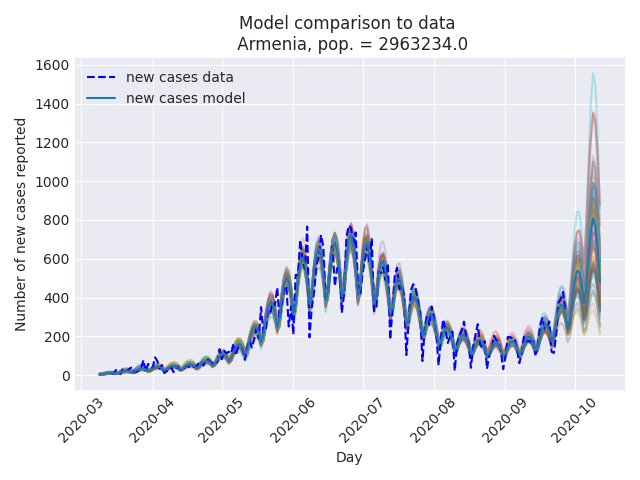 Model comparison to data
Armenia, pop. = 2963234.0
new cases data
new cases model
Number of new cases reported
1600
1400
1200
1000
800
600
400
200
0
2020-03
2020-04
2020-05
2020-06
2020-07
2020-08
2020-09
2020-10
Day